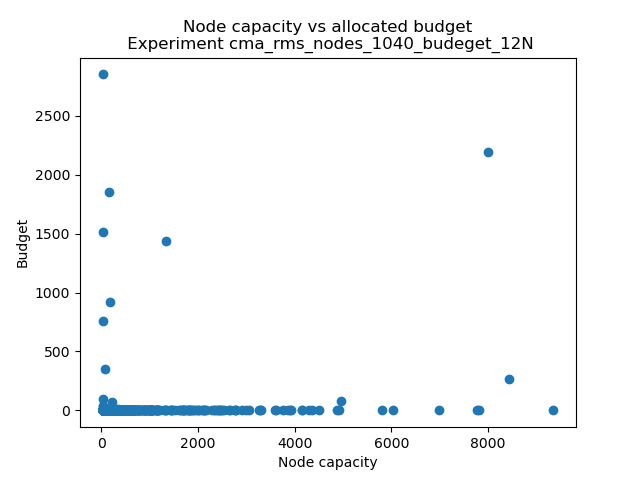 Node capacity vs allocated budget
Experiment cma_rms_nodes_1040_budeget_12N
Budget
2500
2000
1500
1000
500
0
0 2000 4000 6000 8000
Node capacity